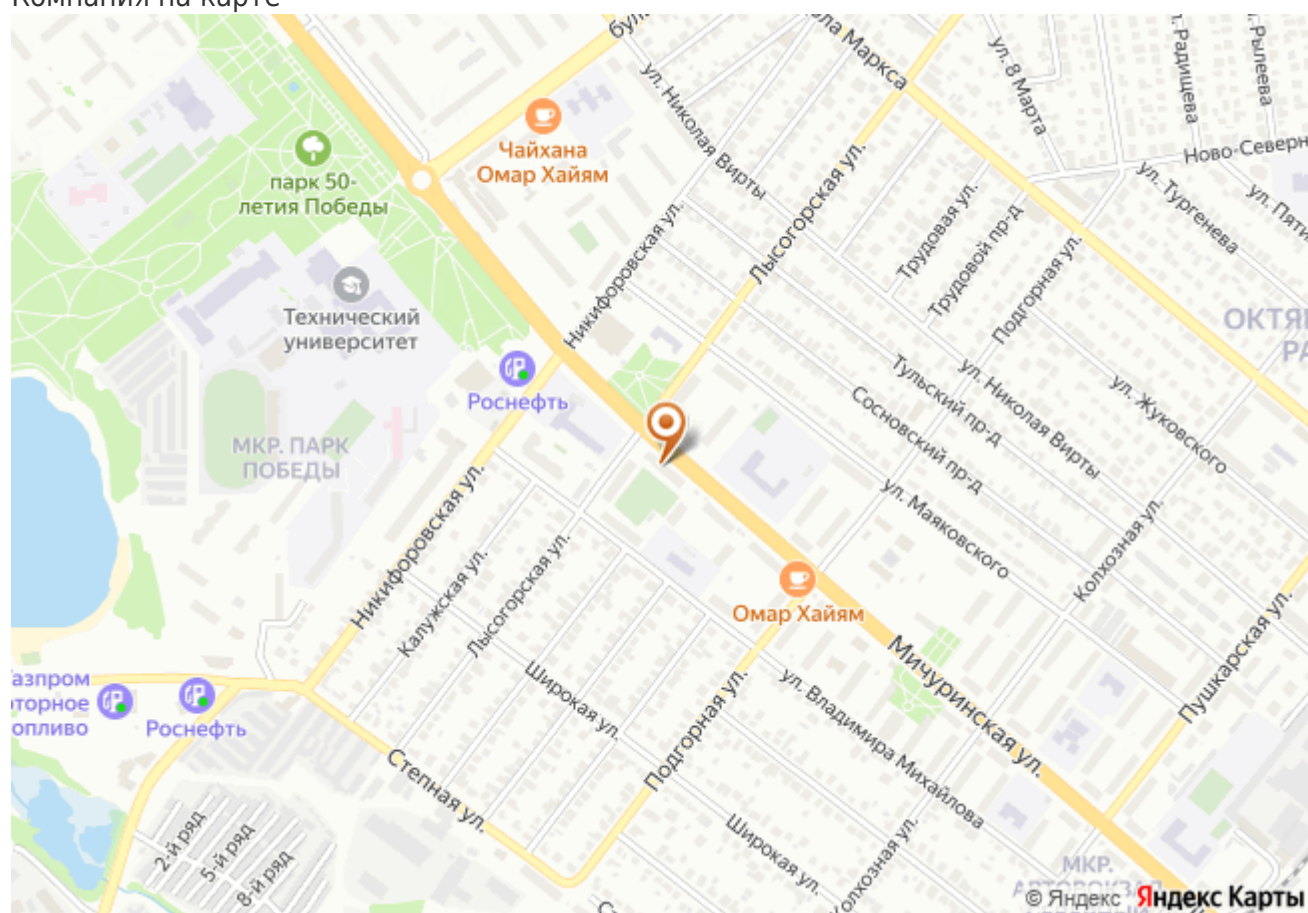 Компания на карте
ула Маркса
ул. 8 Марта
Радищева
Рылеева
Чайхана
Омар Хайям
ул. Николая Вирты
Ново-Северн
парк 50-
летия Победы
Лысогорская ул.
Трудовая ул.
Трудовой пр-д
ул. Тургенева
Никифоровская ул.
Подгорная ул.
Технический
университет
Роснефть
Тульский пр-д
ул. Николая Вирты
ул. Жуковского
МКР. ПАРК
ПОБЕДЫ
Сосновский пр-д
ул. Маяковского
Никифоровская ул.
Калужская ул.
Лысогорская ул.
Колхозная ул.
Омар Хайям
Пушкарская ул.
Мичуринская ул.
Широкая ул.
Подгорная ул.
ул. Владимира Михайлова
Роснефть
Степная ул.
2-й ряд
5-й ряд
8-й ряд
Широкая ул.
Колхозная ул.
МКР.
© Яндекс Яндекс Карты